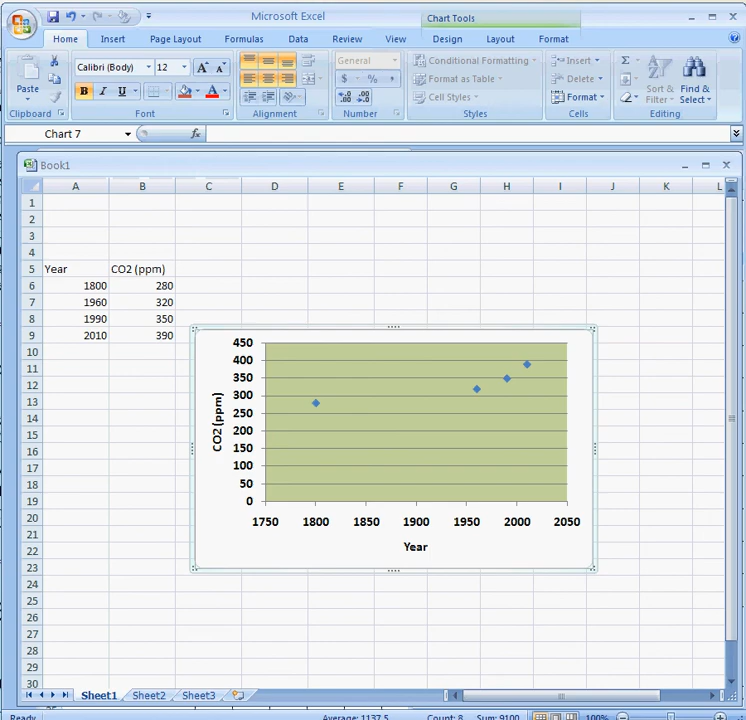 Microsoft Excel
Chart Tools
Home Insert Page Layout Formulas Data Review View Design Layout Format
Paste
Calibri (Body) 12 A A
B I U A
General
$ % ,
Conditional Formatting
Format as Table
Cell Styles
Insert
Delete
Format
Σ
Sort & Filter
Find & Select
Clipboard Font Alignment Number Styles Cells Editing
Chart 7 fx
Book1
A B C D E F G H I J K L
1
2
3
4
5 Year CO2 (ppm)
6 1800 280
7 1960 320
8 1990 350
9 2010 390
10
11
12
13
14
15
16
17
18
19
20
21
22
23
24
25
26
27
28
29
30
450
400
350
300
250
200
150
100
50
0
CO2 (ppm)
1750 1800 1850 1900 1950 2000 2050
Year
Sheet1 Sheet2 Sheet3
Ready Average: 1137.5 Count: 8 Sum: 9100 100%